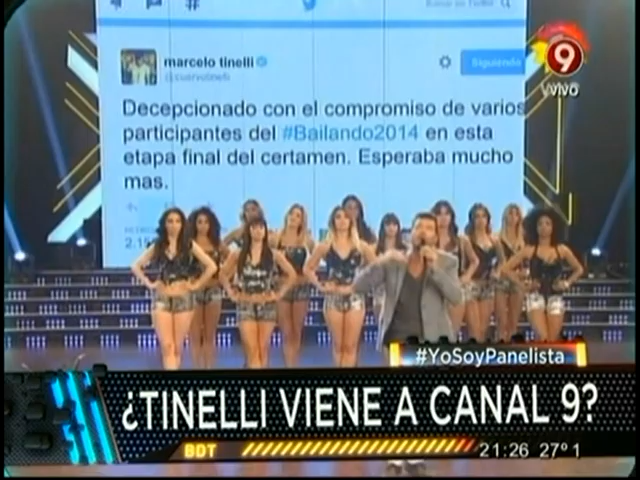 marcelo tinelli
@cuervotinelli
Siguiendo
9
VIVO
Decepcionado con el compromiso de varios
participantes del #Bailando2014 en esta
etapa final del certamen. Esperaba mucho
mas.
#YoSoyPanelista
¿TINELLI VIENE A CANAL 9?
BDT
21:26 27°1